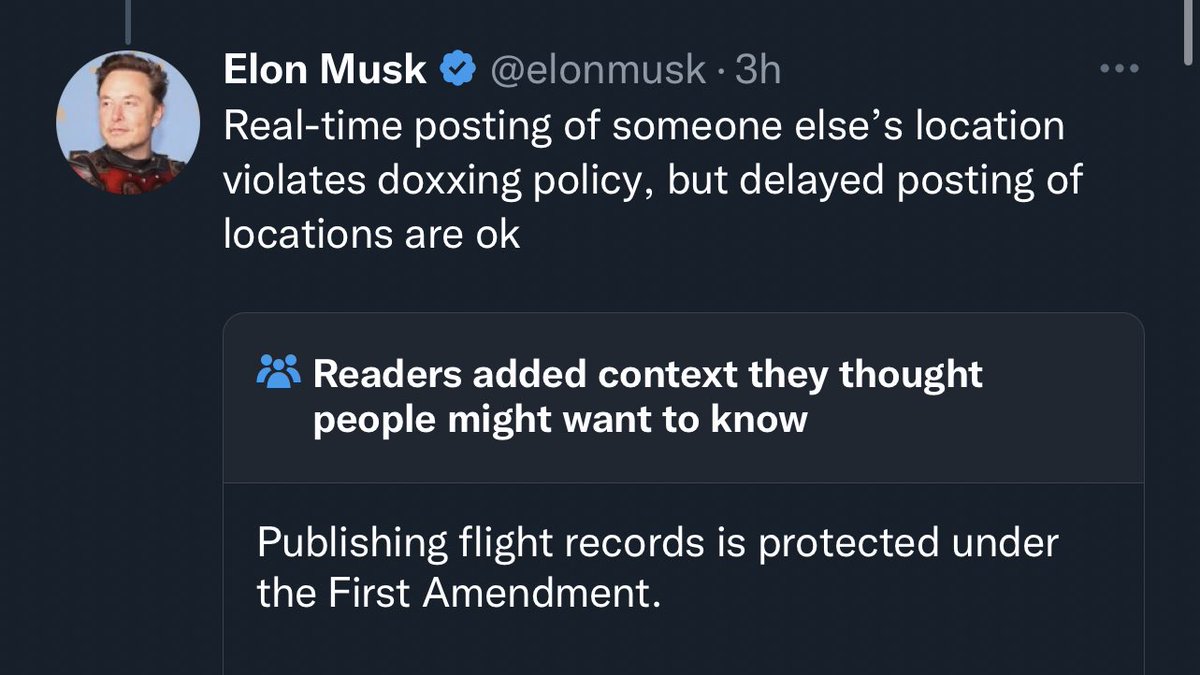 Elon Musk @elonmusk · 3h
Real-time posting of someone else’s location
violates doxxing policy, but delayed posting of
locations are ok
Readers added context they thought
people might want to know
Publishing flight records is protected under
the First Amendment.